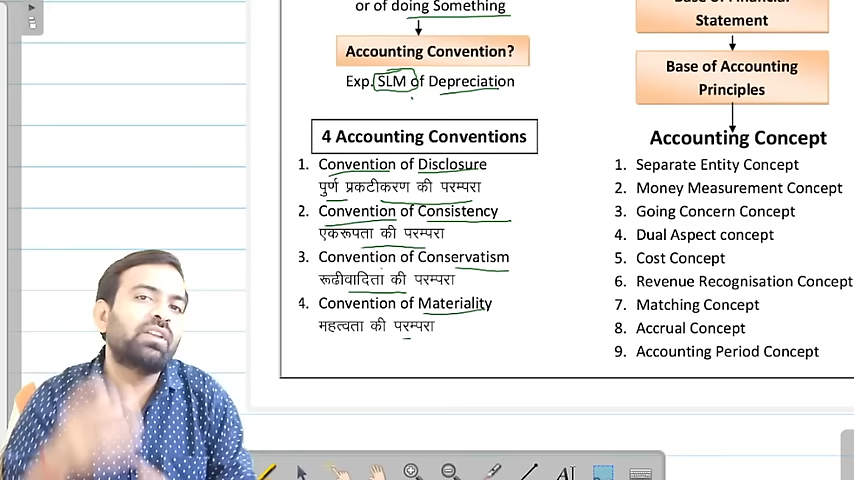 or of doing Something
Accounting Convention?
Exp. SLM of Depreciation
4 Accounting Conventions
1. Convention of Disclosure
पुर्ण प्रकटीकरण की परम्परा
2. Convention of Consistency
एकरूपता की परम्परा
3. Convention of Conservatism
रूढीवादिता की परम्परा
4. Convention of Materiality
महत्वता की परम्परा
Statement
Base of Accounting
Principles
Accounting Concept
1. Separate Entity Concept
2. Money Measurement Concept
3. Going Concern Concept
4. Dual Aspect concept
5. Cost Concept
6. Revenue Recognisation Concept
7. Matching Concept
8. Accrual Concept
9. Accounting Period Concept